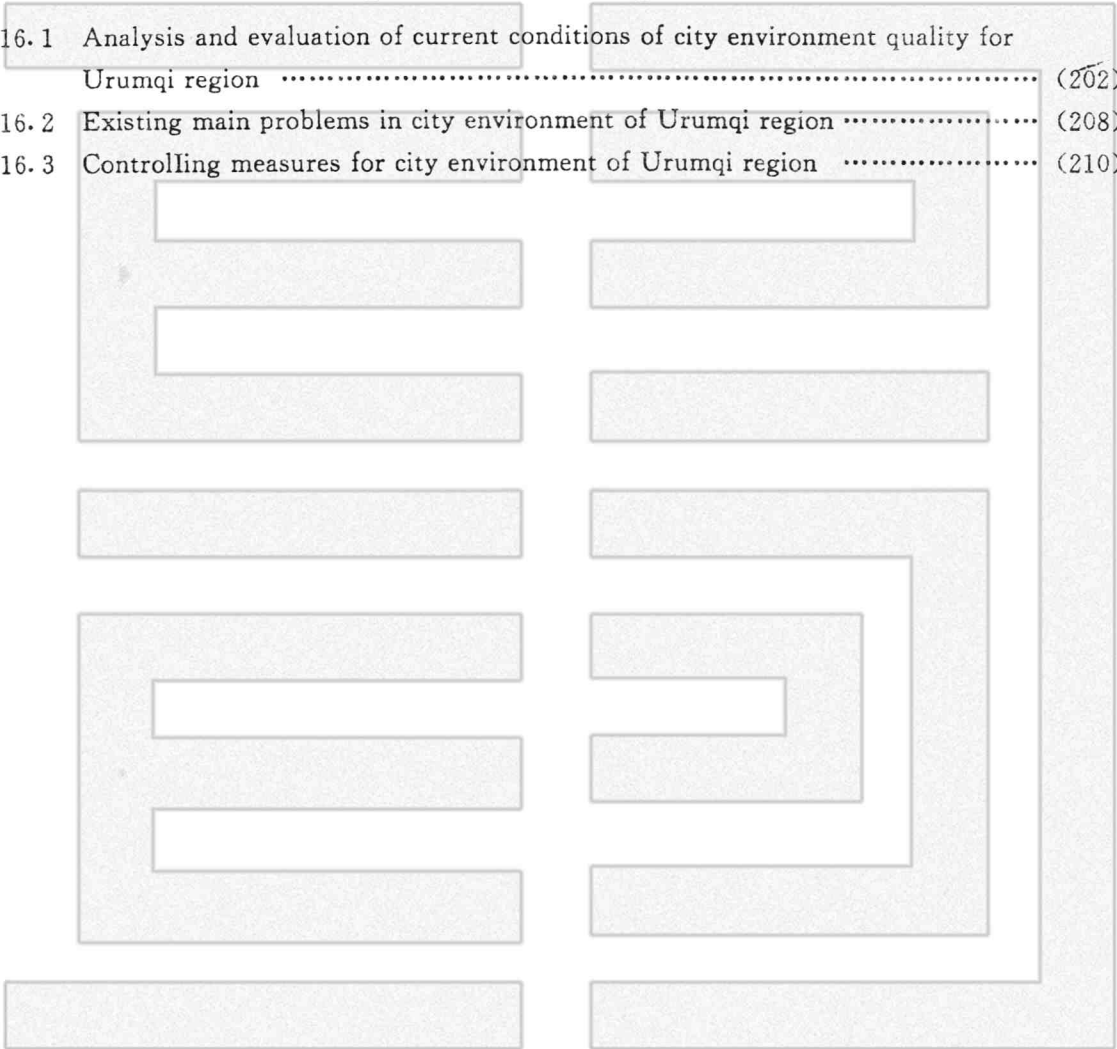 16.1 Analysis and evaluation of current conditions of city environment quality for
Urumqi region ………………………………………………………………………… (202)
16.2 Existing main problems in city environment of Urumqi region ………………… (208)
16.3 Controlling measures for city environment of Urumqi region ………………… (210)